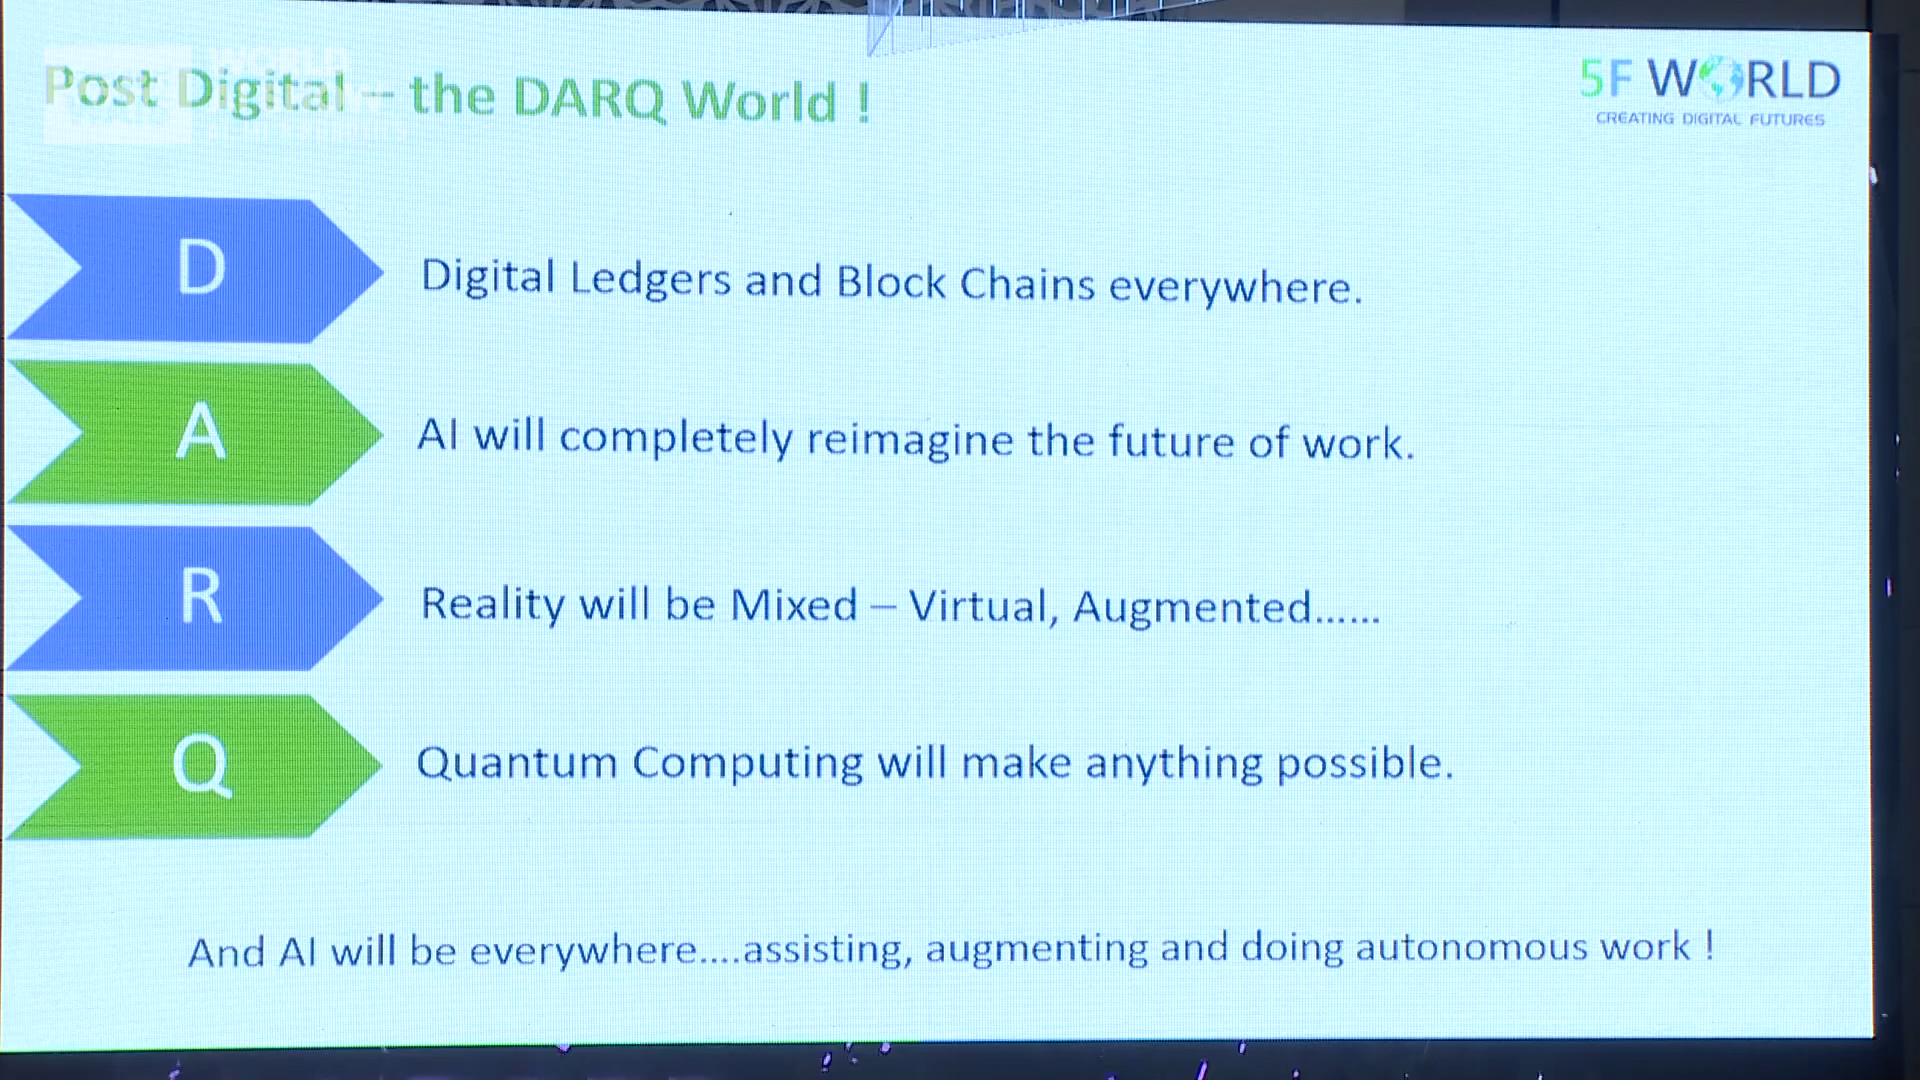 Post Digital – the DARQ World !
5F WORLD
CREATING DIGITAL FUTURES
D
Digital Ledgers and Block Chains everywhere.
A
AI will completely reimagine the future of work.
R
Reality will be Mixed – Virtual, Augmented......
Q
Quantum Computing will make anything possible.
And AI will be everywhere....assisting, augmenting and doing autonomous work !